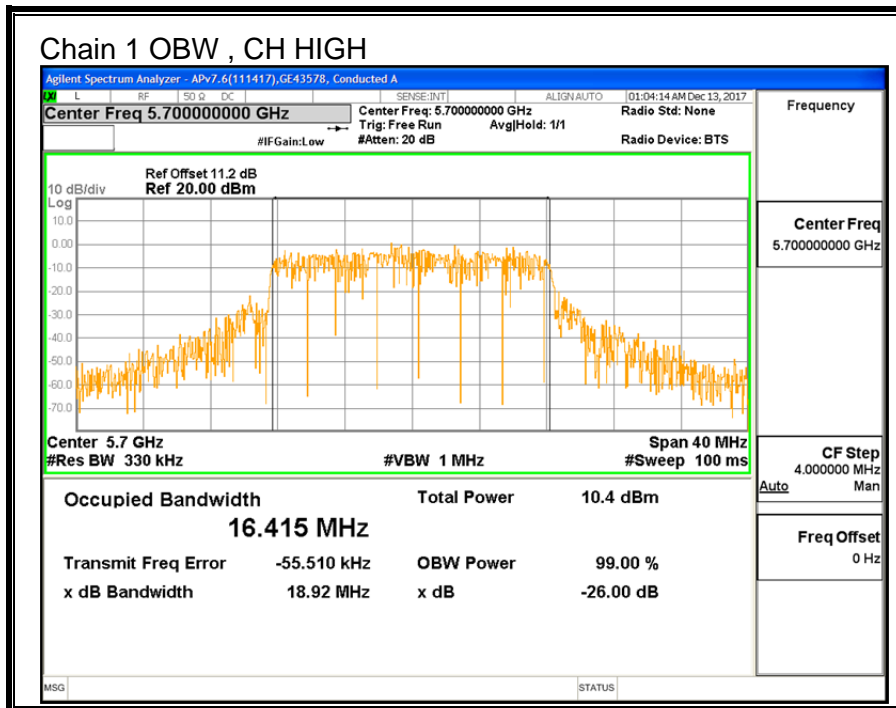 Chain 1 OBW , CH HIGH
Agilent Spectrum Analyzer - APv7.6(111417),GE43578, Conducted A
LXI L RF 50 Ω DC SENSE:INT ALIGN AUTO 01:04:14 AM Dec 13, 2017
Center Freq 5.700000000 GHz
Center Freq: 5.700000000 GHz
Radio Std: None
Trig: Free Run Avg|Hold: 1/1
#IFGain:Low #Atten: 20 dB Radio Device: BTS
Ref Offset 11.2 dB
10 dB/div Ref 20.00 dBm
Log
10.0
0.00
-10.0
-20.0
-30.0
-40.0
-50.0
-60.0
-70.0
Center 5.7 GHz Span 40 MHz
#Res BW 330 kHz #VBW 1 MHz #Sweep 100 ms
Occupied Bandwidth Total Power 10.4 dBm
16.415 MHz
Transmit Freq Error -55.510 kHz OBW Power 99.00 %
x dB Bandwidth 18.92 MHz x dB -26.00 dB
Frequency
Center Freq
5.700000000 GHz
CF Step
4.000000 MHz
Auto Man
Freq Offset
0 Hz
MSG STATUS